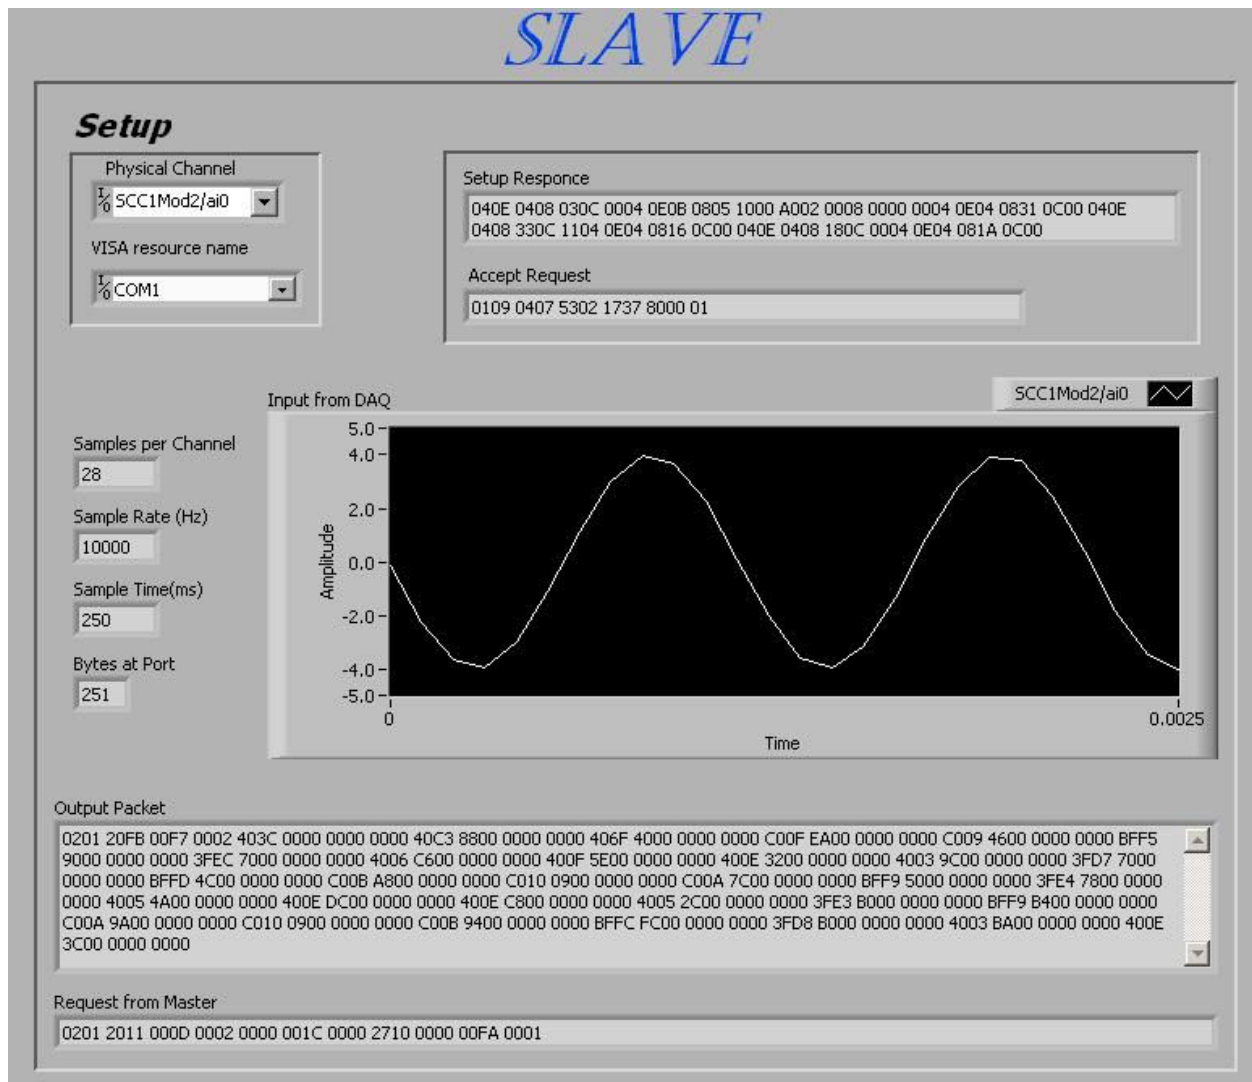 SLAVE
Setup
Physical Channel
SCC1Mod2/ai0
VISA resource name
COM1
Setup Responce
040E 0408 030C 0004 0E0B 0805 1000 A002 0008 0000 0004 0E04 0831 0C00 040E
0408 330C 1104 0E04 0816 0C00 040E 0408 180C 0004 0E04 081A 0C00
Accept Request
0109 0407 5302 1737 8000 01
Samples per Channel
28
Sample Rate (Hz)
10000
Sample Time(ms)
250
Bytes at Port
251
Input from DAQ
SCC1Mod2/ai0
5.0
4.0
2.0
0.0
-2.0
-4.0
-5.0
Amplitude
0
0.0025
Time
Output Packet
0201 20FB 00F7 0002 403C 0000 0000 0000 40C3 8800 0000 0000 406F 4000 0000 0000 C00F EA00 0000 0000 C009 4600 0000 0000 BFF5
9000 0000 0000 3FEC 7000 0000 0000 4006 C600 0000 0000 400F 5E00 0000 0000 400E 3200 0000 0000 4003 9C00 0000 0000 3FD7 7000
0000 0000 BFFD 4C00 0000 0000 C00B A800 0000 0000 C010 0900 0000 0000 C00A 7C00 0000 0000 BFF9 5000 0000 0000 3FE4 7800 0000
0000 4005 4A00 0000 0000 400E DC00 0000 0000 400E C800 0000 0000 4005 2C00 0000 0000 3FE3 B000 0000 0000 BFF9 B400 0000 0000
C00A 9A00 0000 0000 C010 0900 0000 0000 C00B 9400 0000 0000 BFFC FC00 0000 0000 3FD8 B000 0000 0000 4003 BA00 0000 0000 400E
3C00 0000 0000
Request from Master
0201 2011 000D 0002 0000 001C 0000 2710 0000 00FA 0001